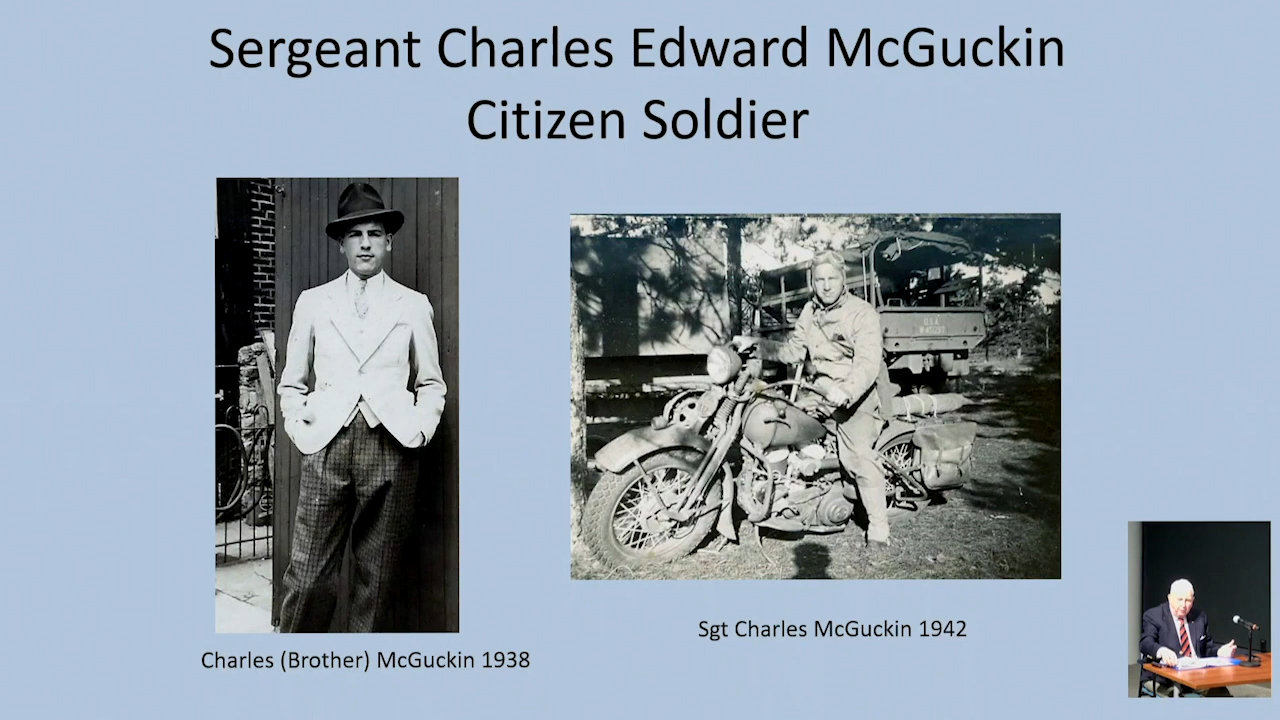 Sergeant Charles Edward McGuckin
Citizen Soldier
U.S.A.
Sgt Charles McGuckin 1942
Charles (Brother) McGuckin 1938